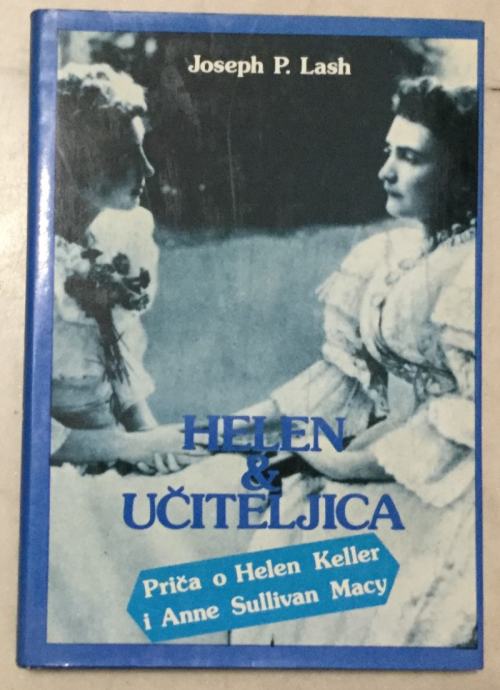 Joseph P. Lash
HELEN
&
UČITELJICA
Priča o Helen Keller
i Anne Sullivan Macy